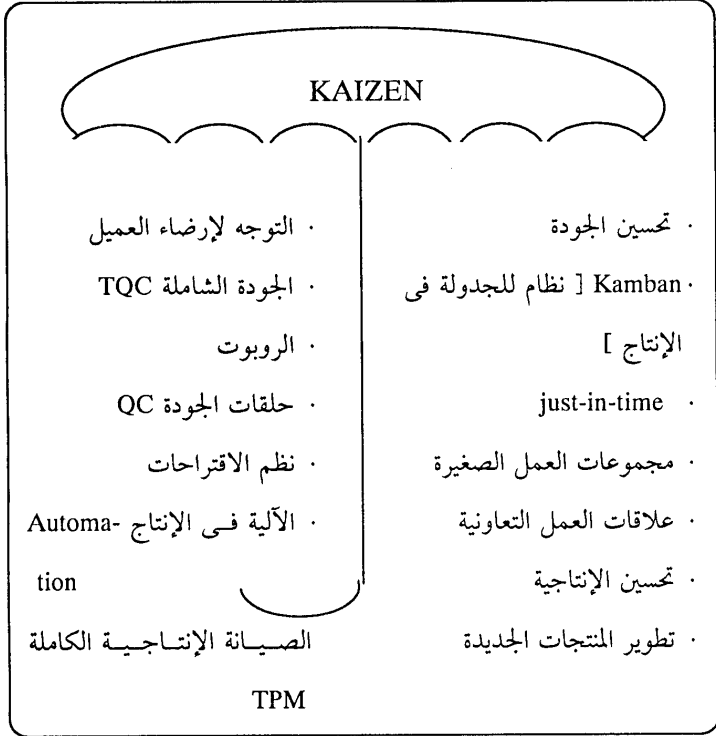 KAIZEN
· تحسين الجودة
· Kamban [ نظام للجدولة فى
الإنتاج ]
· just-in-time
· مجموعات العمل الصغيرة
· علاقات العمل التعاونية
· تحسين الإنتاجية
· تطوير المنتجات الجديدة
· التوجه لإرضاء العميل
· الجودة الشاملة TQC
· الروبوت
· حلقات الجودة QC
· نظم الاقتراحات
· الآلية فى الإنتاج Automa-
tion
الصيانة الإنتاجية الكاملة
TPM